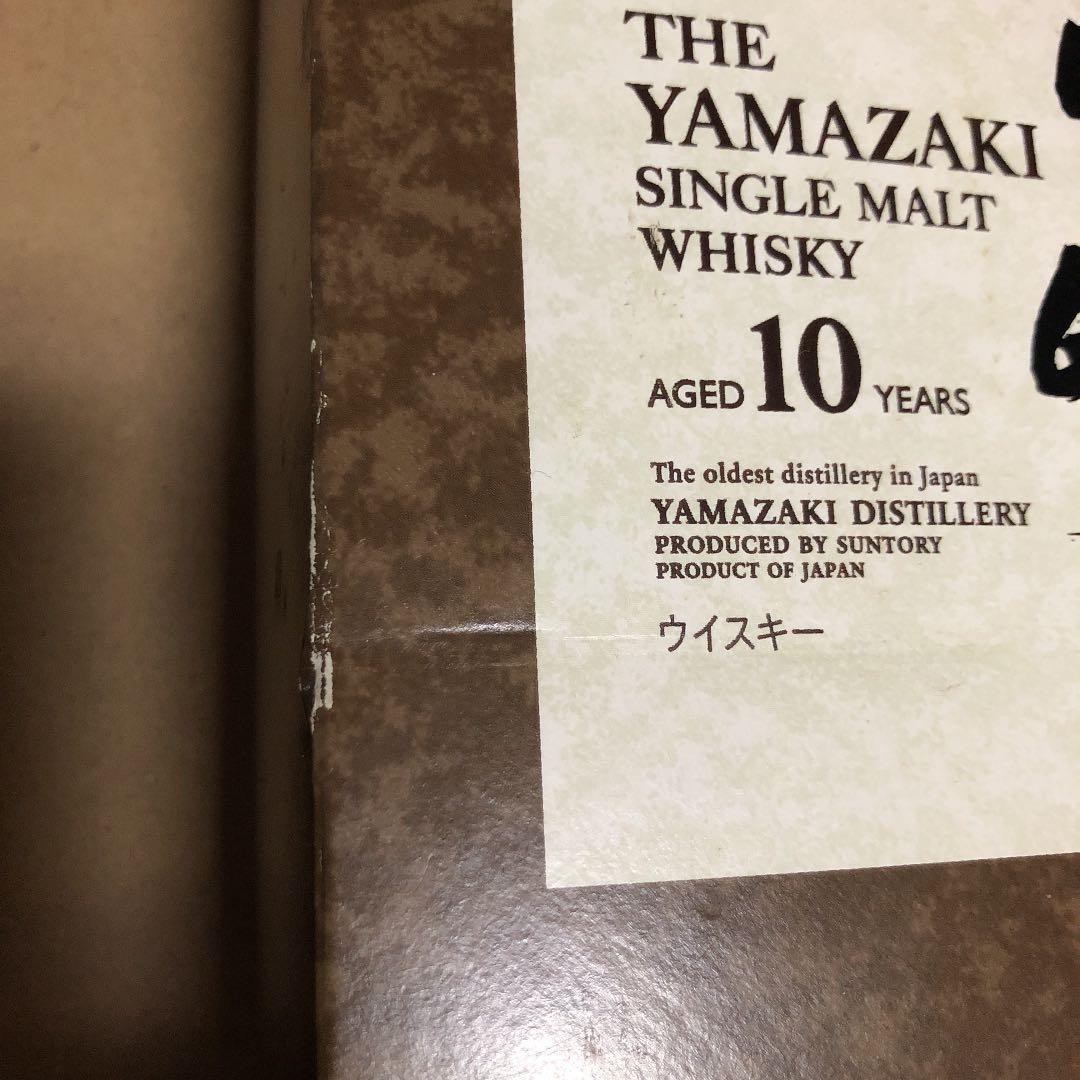 THE
YAMAZAKI
SINGLE MALT
WHISKY
AGED 10 YEARS
The oldest distillery in Japan
YAMAZAKI DISTILLERY
PRODUCED BY SUNTORY
PRODUCT OF JAPAN
ウイスキー